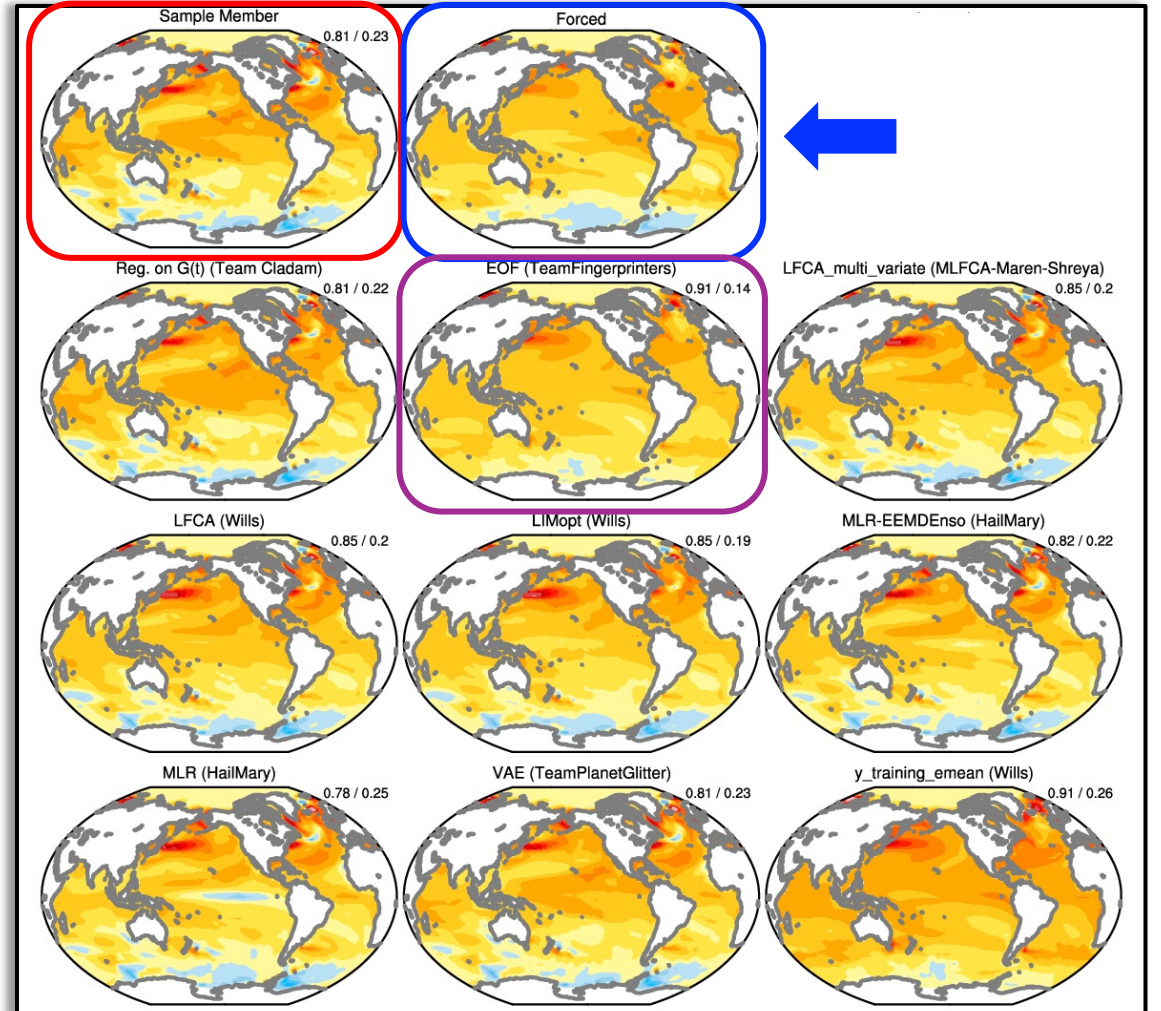 Sample Member
0.81 / 0.23
Forced
Reg. on G(t) (Team Cladam)
0.81 / 0.22
EOF (TeamFingerprinters)
0.91 / 0.14
LFCA_multi_variate (MLFCA-Maren-Shreya)
0.85 / 0.2
LFCA (Wills)
0.85 / 0.2
LIMopt (Wills)
0.85 / 0.19
MLR-EEMDEnso (HailMary)
0.82 / 0.22
MLR (HailMary)
0.78 / 0.25
VAE (TeamPlanetGlitter)
0.81 / 0.23
y_training_emean (Wills)
0.91 / 0.26